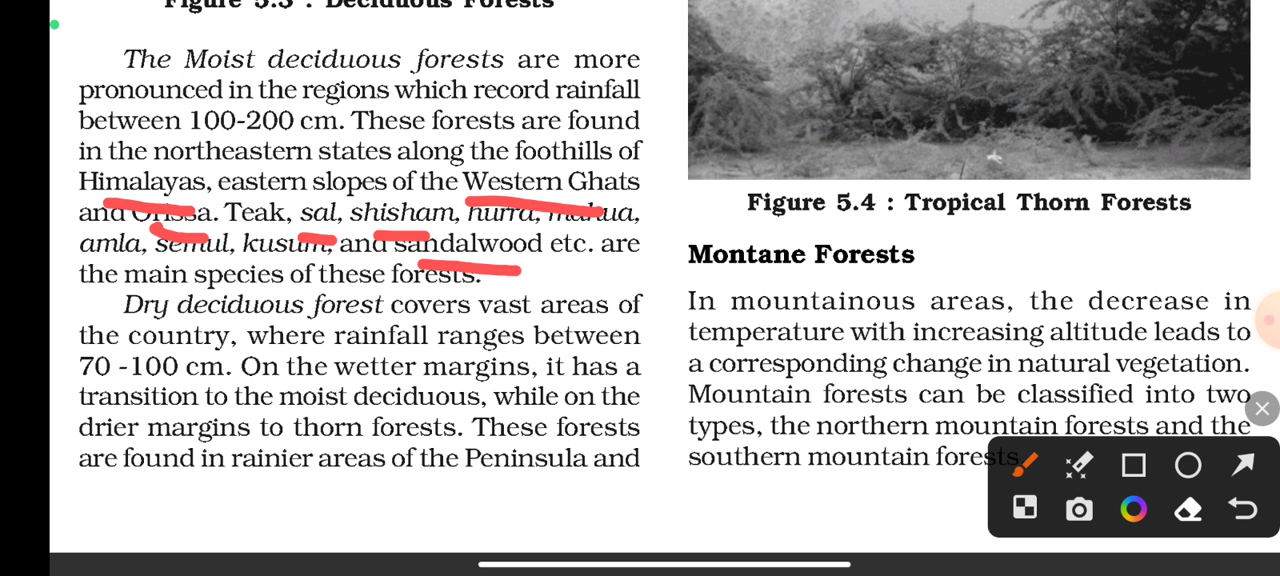 Figure 5.3 : Deciduous Forests
The Moist deciduous forests are more
pronounced in the regions which record rainfall
between 100-200 cm. These forests are found
in the northeastern states along the foothills of
Himalayas, eastern slopes of the Western Ghats
and Orissa. Teak, sal, shisham, hurra, mahua,
amla, semul, kusum, and sandalwood etc. are
the main species of these forests.
Dry deciduous forest covers vast areas of
the country, where rainfall ranges between
70 -100 cm. On the wetter margins, it has a
transition to the moist deciduous, while on the
drier margins to thorn forests. These forests
are found in rainier areas of the Peninsula and
Figure 5.4 : Tropical Thorn Forests
Montane Forests
In mountainous areas, the decrease in
temperature with increasing altitude leads to
a corresponding change in natural vegetation.
Mountain forests can be classified into two
types, the northern mountain forests and the
southern mountain forests